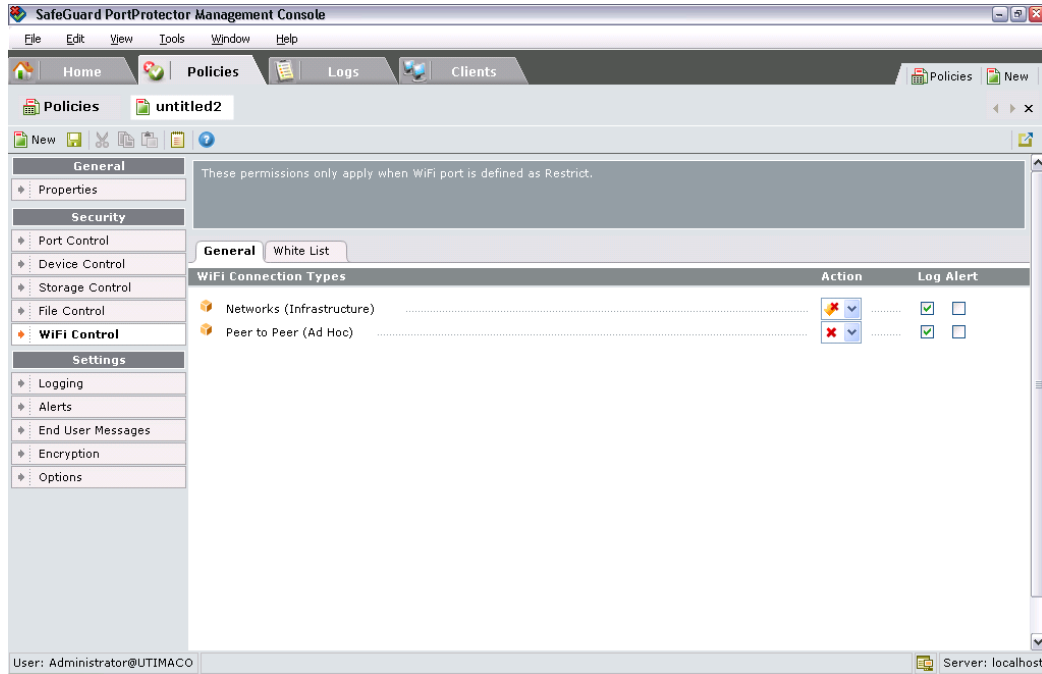 SafeGuard PortProtector Management Console
File Edit View Tools Window Help
Home Policies Logs Clients Policies New
Policies untitled2
New
General
Properties
Security
Port Control
Device Control
Storage Control
File Control
WiFi Control
Settings
Logging
Alerts
End User Messages
Encryption
Options
These permissions only apply when WiFi port is defined as Restrict.
General White List
WiFi Connection Types Action Log Alert
Networks (Infrastructure)
Peer to Peer (Ad Hoc)
User: Administrator@UTIMACO Server: localhost